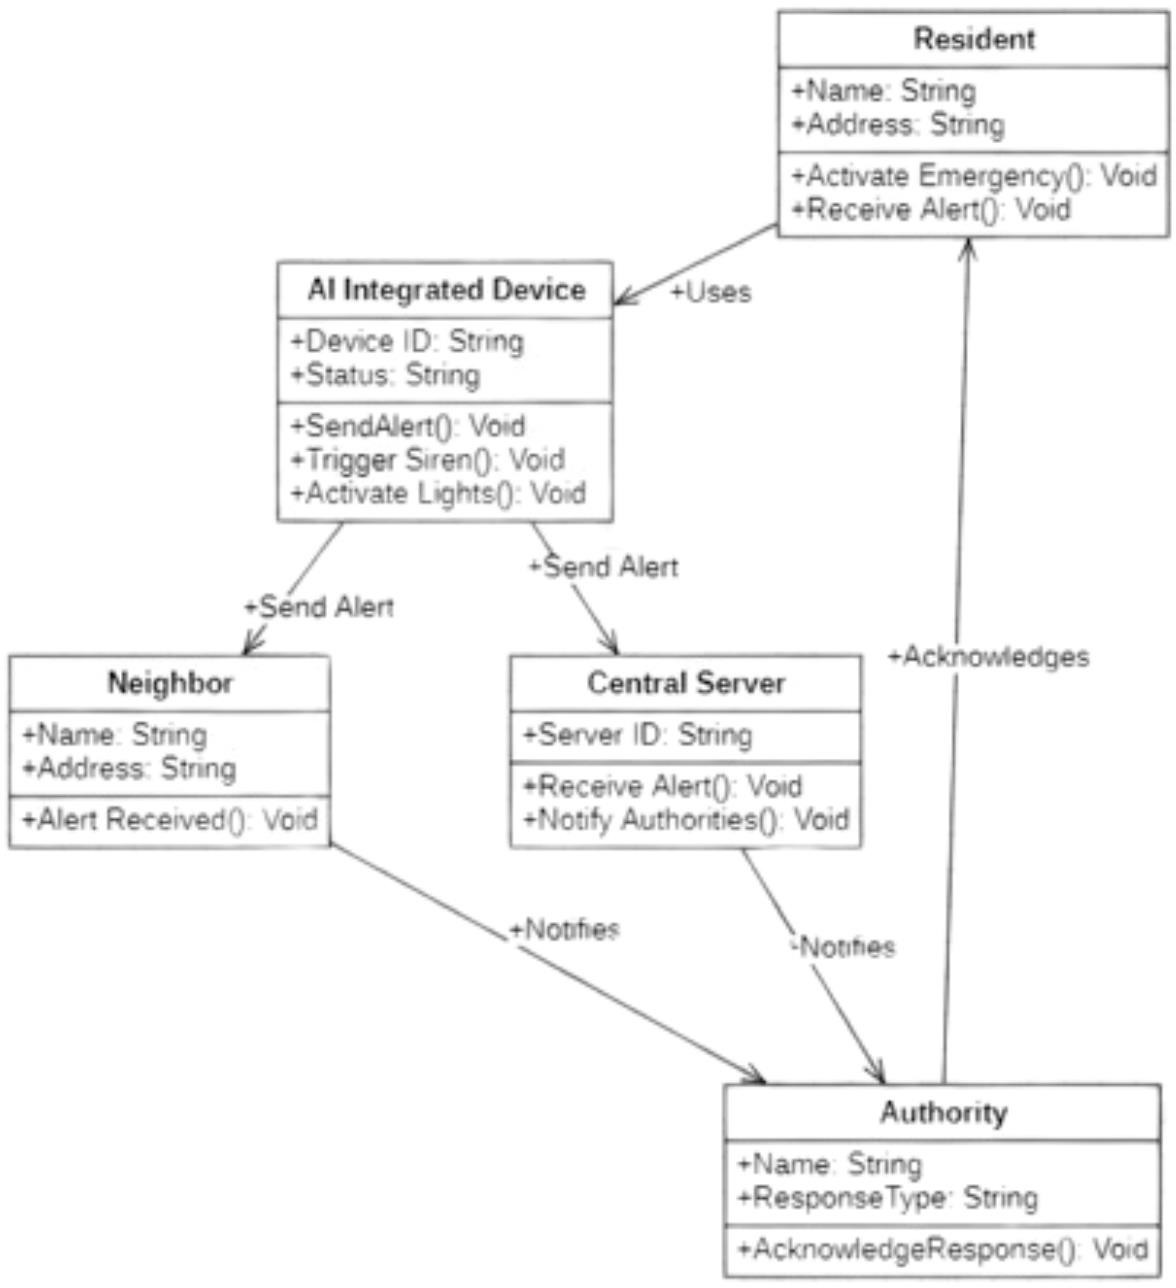 Resident
+Name: String
+Address: String
+Activate Emergency(): Void
+Receive Alert(): Void
+Uses
AI Integrated Device
+Device ID: String
+Status: String
+SendAlert(): Void
+Trigger Siren(): Void
+Activate Lights(): Void
+Send Alert
+Send Alert
Neighbor
+Name: String
+Address: String
+Alert Received(): Void
Central Server
+Server ID: String
+Receive Alert(): Void
+Notify Authorities(): Void
+Acknowledges
+Notifies
+Notifies
Authority
+Name: String
+ResponseType: String
+AcknowledgeResponse(): Void